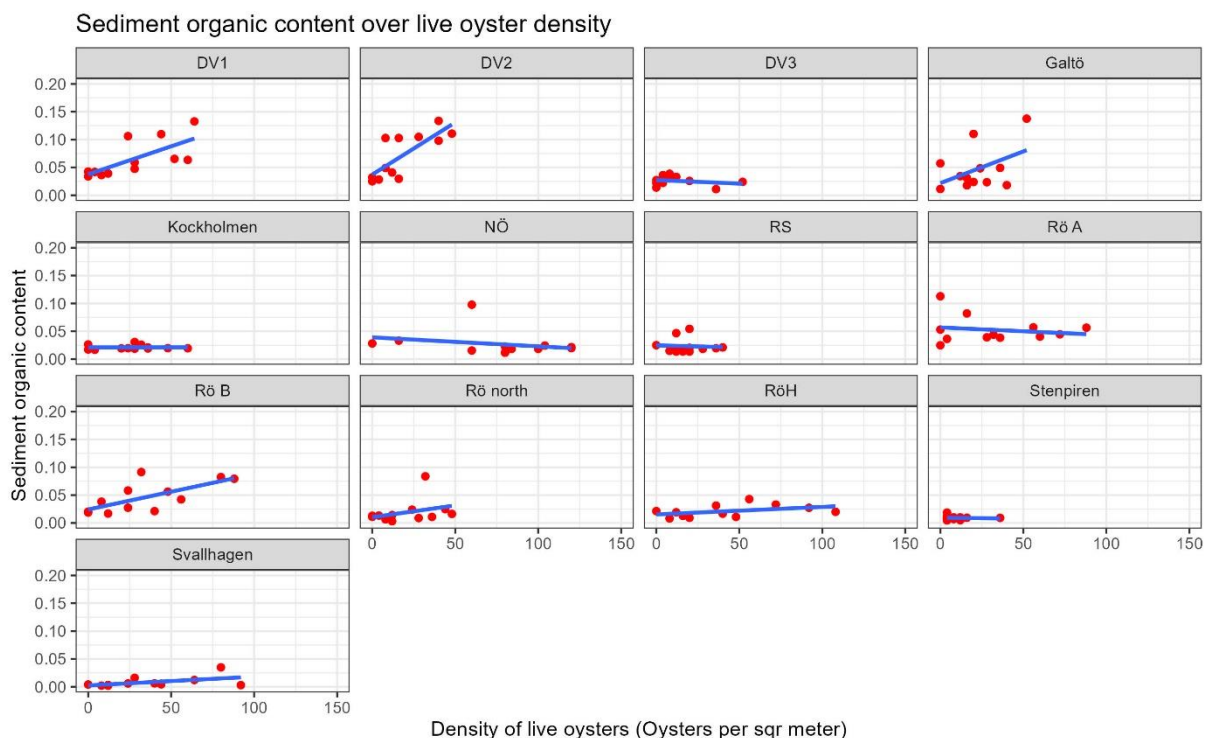 Sediment organic content over live oyster density
DV1 DV2 DV3 Galtö
0.20
0.15
0.10
0.05
0.00
Kockholmen NÖ RS Rö A
0.20
0.15
0.10
0.05
0.00
Sediment organic content
Rö B Rö north RöH Stenpiren
0.20
0.15
0.10
0.05
0.00
0 50 100 150 0 50 100 150 0 50 100 150
Svallhagen
0.20
0.15
0.10
0.05
0.00
0 50 100 150
Density of live oysters (Oysters per sqr meter)